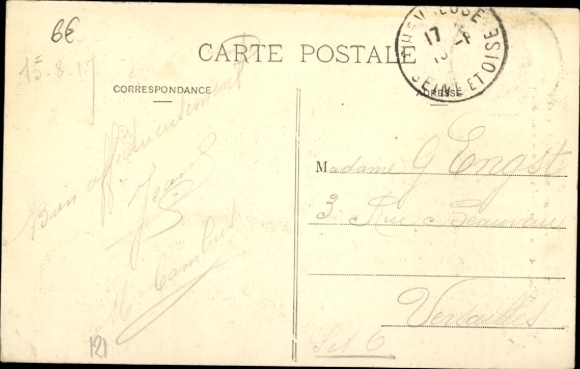 6€
CARTE POSTALE
CHEVREUSE
17
SEINE ET OISE
15.8.17
CORRESPONDANCE
ADRESSE
Bien affectueusement
Jean
Madame G Engst
3, Rue
Versailles
S et O
121